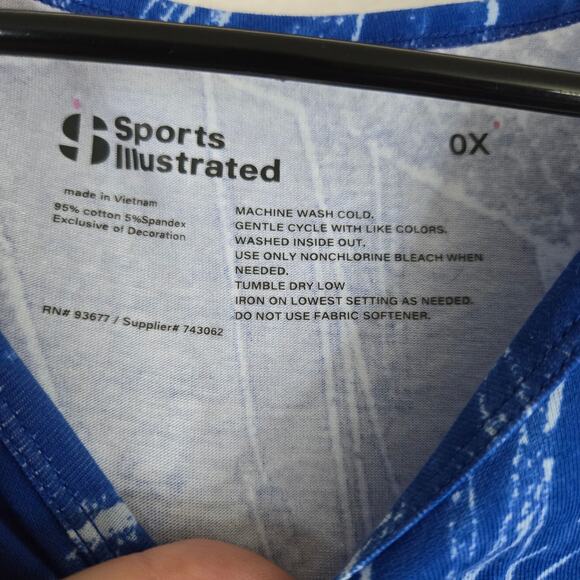 Sports
Illustrated
0X
made in Vietnam
95% cotton 5%Spandex
Exclusive of Decoration
RN# 93677 / Supplier# 743062
MACHINE WASH COLD.
GENTLE CYCLE WITH LIKE COLORS.
WASHED INSIDE OUT.
USE ONLY NONCHLORINE BLEACH WHEN
NEEDED.
TUMBLE DRY LOW
IRON ON LOWEST SETTING AS NEEDED.
DO NOT USE FABRIC SOFTENER.